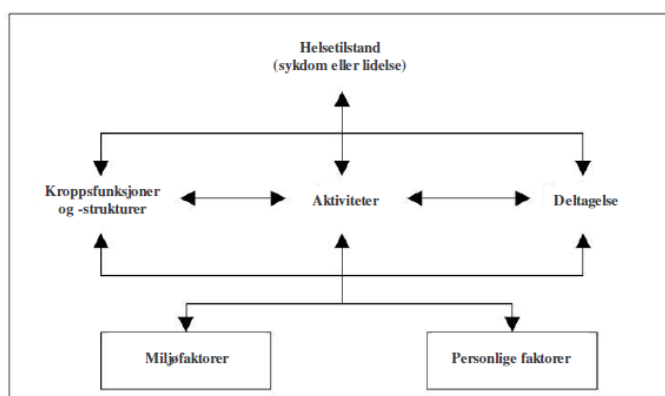 Helsetilstand
(sykdom eller lidelse)
Kroppsfunksjoner
og -strukturer
Aktiviteter
Deltagelse
Miljøfaktorer
Personlige faktorer